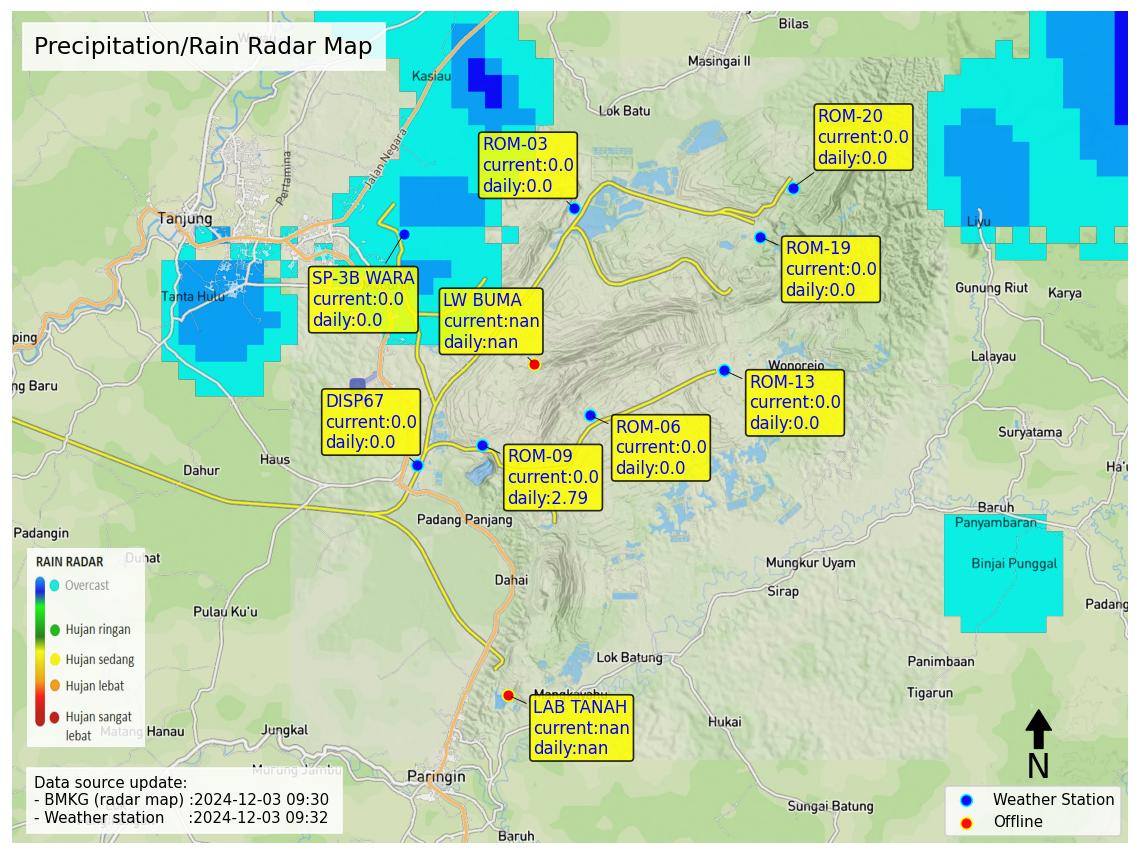 Precipitation/Rain Radar Map
Bilas
Masingai II
Kasiau
Lok Batu
Jalan Negara
Pertamina
Tanjung
Tanta Hulu
ROM-20
current:0.0
daily:0.0
ROM-03
current:0.0
daily:0.0
ROM-19
current:0.0
daily:0.0
SP-3B WARA
current:0.0
daily:0.0
LW BUMA
current:nan
daily:nan
Liyu
Gunung Riut
Karya
Lalayau
Wonorejo
ping
ng Baru
ROM-13
current:0.0
daily:0.0
DISP67
current:0.0
daily:0.0
ROM-06
current:0.0
daily:0.0
ROM-09
current:0.0
daily:2.79
Suryatama
Ha'u
Haus
Dahur
Baruh
Panyambaran
Padang Panjang
Padangin
Duhat
Binjai Punggal
Mungkur Uyam
Dahai
Sirap
Padang
Pulau Ku'u
RAIN RADAR
Overcast
Hujan ringan
Hujan sedang
Hujan lebat
Hujan sangat
lebat
Lok Batung
Panimbaan
Tigarun
Mangkayahu
LAB TANAH
current:nan
daily:nan
Hukai
Matang Hanau
Jungkal
Murung Jambu
Paringin
Sungai Batung
Baruh
Data source update:
- BMKG (radar map) :2024-12-03 09:30
- Weather station :2024-12-03 09:32
N
Weather Station
Offline